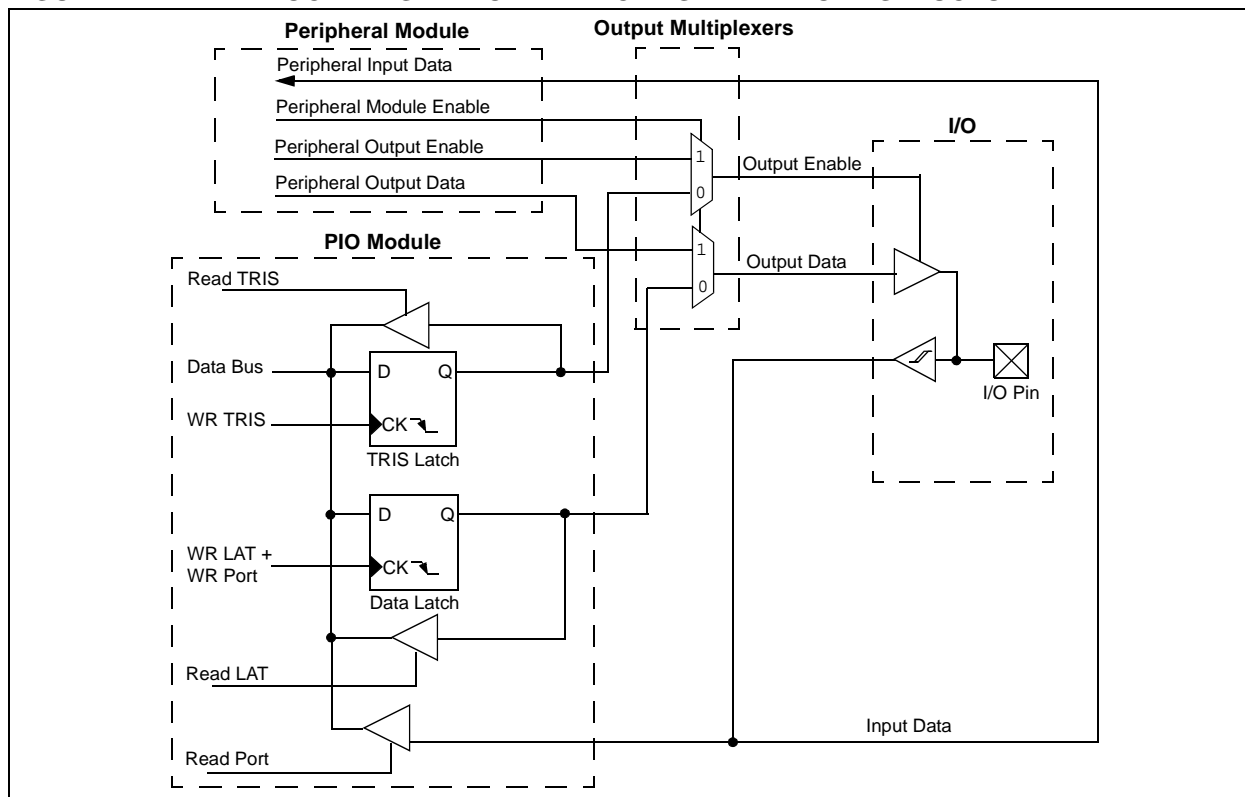 Peripheral Module
Output Multiplexers
Peripheral Input Data
Peripheral Module Enable
I/O
Peripheral Output Enable
1
Output Enable
Peripheral Output Data
0
PIO Module
1
Read TRIS
Output Data
0
Data Bus
D
Q
I/O Pin
WR TRIS
CK
TRIS Latch
D
Q
WR LAT +
WR Port
CK
Data Latch
Read LAT
Input Data
Read Port